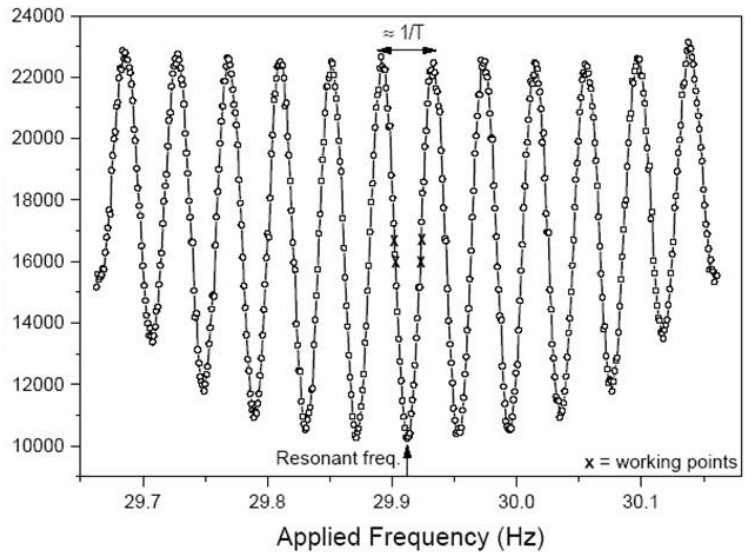 24000
≈ 1/T
22000
20000
18000
16000
14000
12000
10000
Resonant freq.
x = working points
29.7 29.8 29.9 30.0 30.1
Applied Frequency (Hz)